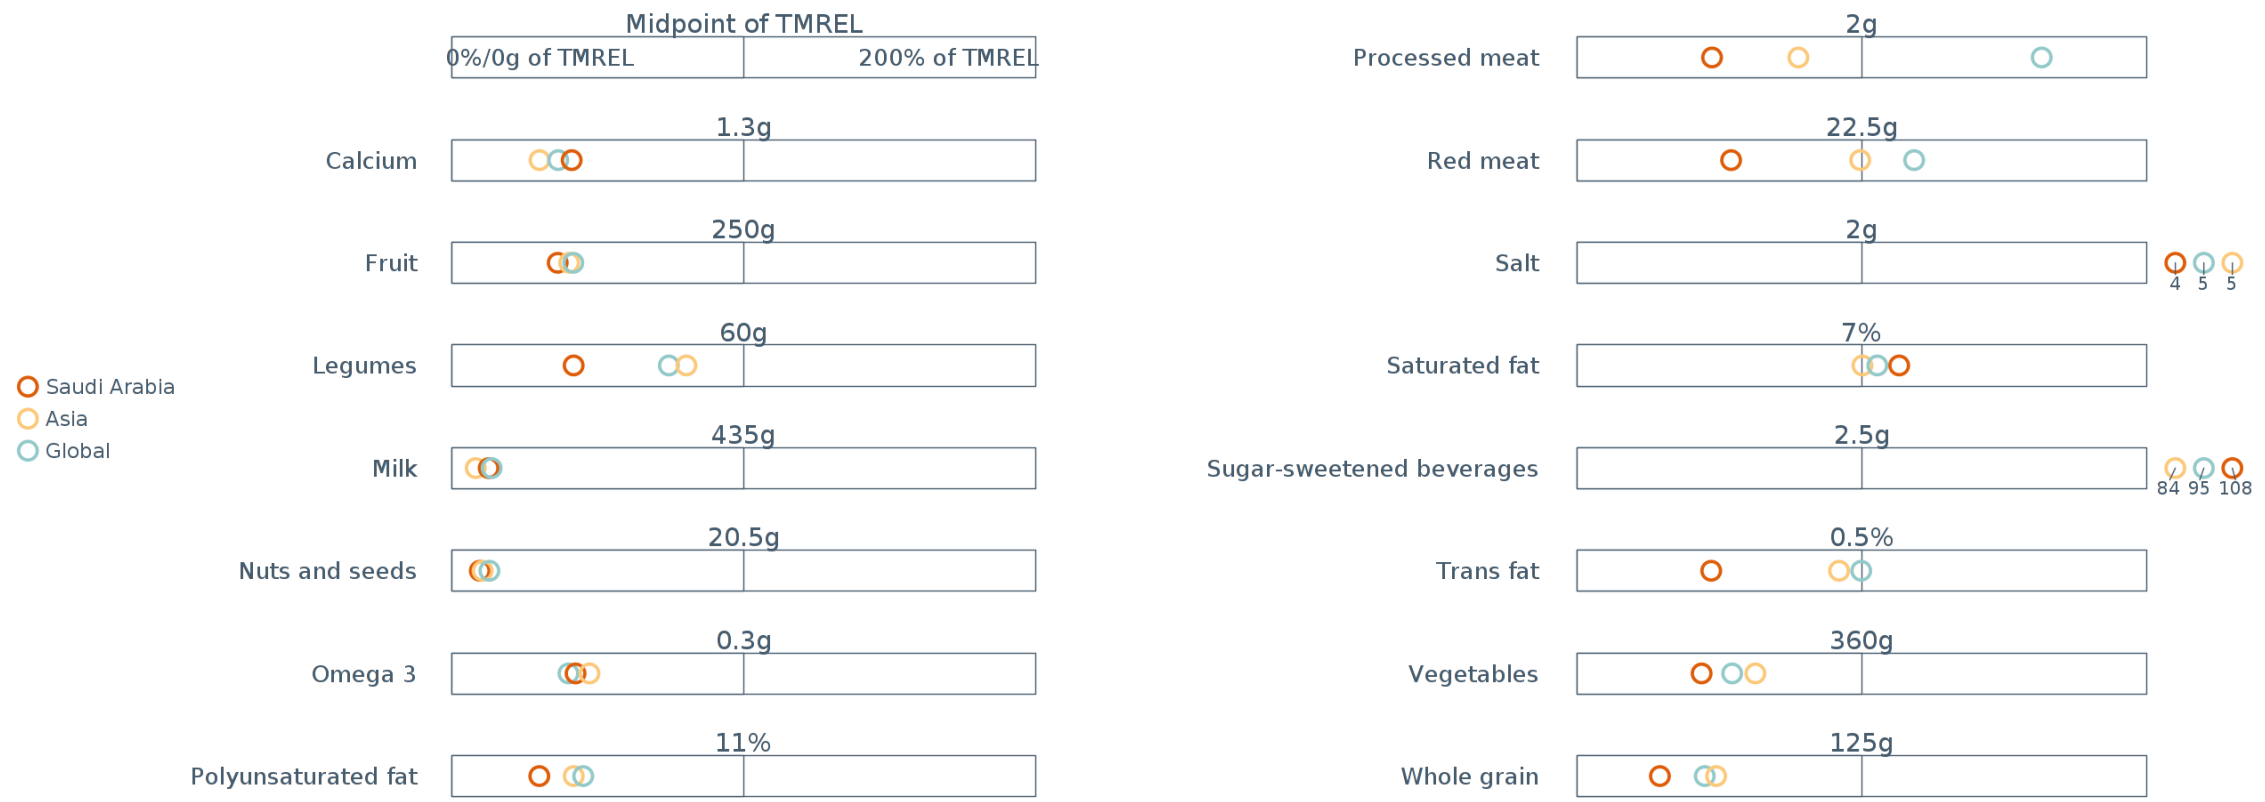 Midpoint of TMREL
0%/0g of TMREL 200% of TMREL
1.3g
Calcium
250g
Fruit
60g
Legumes
435g
Milk
20.5g
Nuts and seeds
0.3g
Omega 3
11%
Polyunsaturated fat
Saudi Arabia
Asia
Global
2g
Processed meat
22.5g
Red meat
2g
Salt
4 5 5
7%
Saturated fat
2.5g
Sugar-sweetened beverages
84 95 108
0.5%
Trans fat
360g
Vegetables
125g
Whole grain